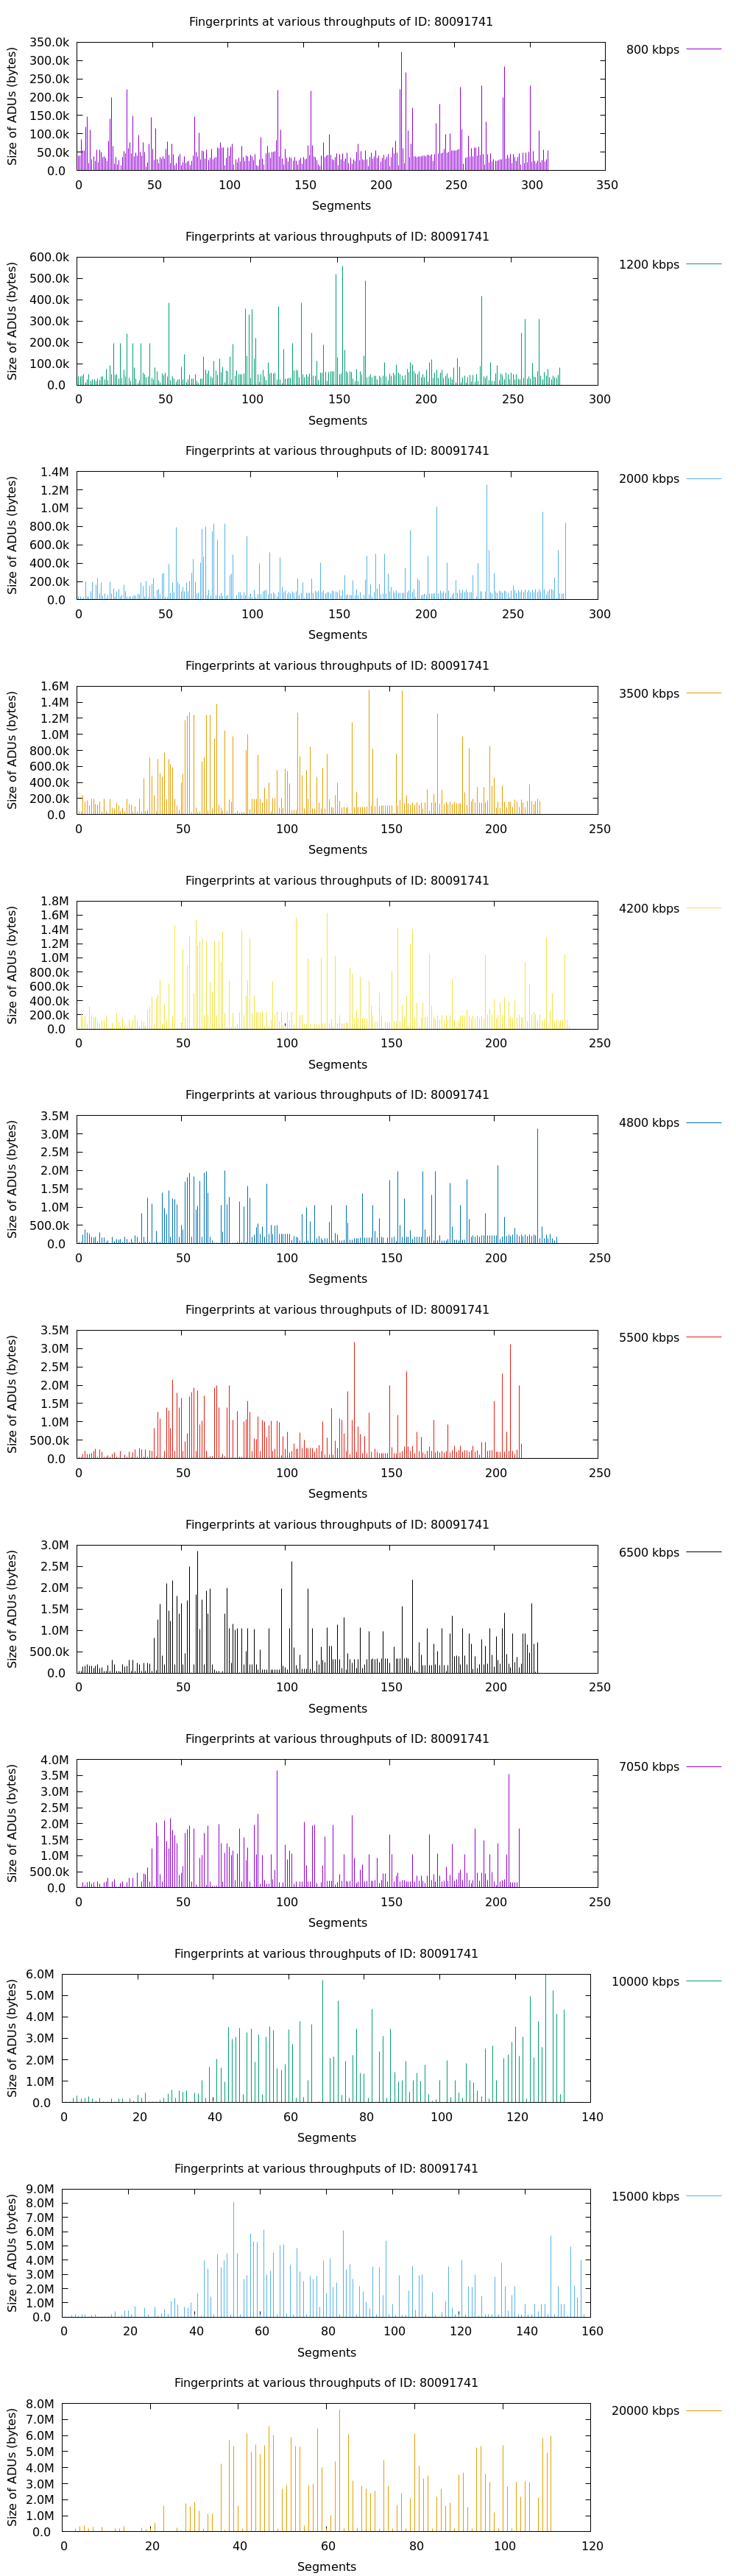 Fingerprints at various throughputs of ID: 80091741
800 kbps
Size of ADUs (bytes)
350.0k
300.0k
250.0k
200.0k
150.0k
100.0k
50.0k
0.0
0 50 100 150 200 250 300 350
Segments
Fingerprints at various throughputs of ID: 80091741
1200 kbps
Size of ADUs (bytes)
600.0k
500.0k
400.0k
300.0k
200.0k
100.0k
0.0
0 50 100 150 200 250 300
Segments
Fingerprints at various throughputs of ID: 80091741
2000 kbps
Size of ADUs (bytes)
1.4M
1.2M
1.0M
800.0k
600.0k
400.0k
200.0k
0.0
0 50 100 150 200 250 300
Segments
Fingerprints at various throughputs of ID: 80091741
3500 kbps
Size of ADUs (bytes)
1.6M
1.4M
1.2M
1.0M
800.0k
600.0k
400.0k
200.0k
0.0
0 50 100 150 200 250
Segments
Fingerprints at various throughputs of ID: 80091741
4200 kbps
Size of ADUs (bytes)
1.8M
1.6M
1.4M
1.2M
1.0M
800.0k
600.0k
400.0k
200.0k
0.0
0 50 100 150 200 250
Segments
Fingerprints at various throughputs of ID: 80091741
4800 kbps
Size of ADUs (bytes)
3.5M
3.0M
2.5M
2.0M
1.5M
1.0M
500.0k
0.0
0 50 100 150 200 250
Segments
Fingerprints at various throughputs of ID: 80091741
5500 kbps
Size of ADUs (bytes)
3.5M
3.0M
2.5M
2.0M
1.5M
1.0M
500.0k
0.0
0 50 100 150 200 250
Segments
Fingerprints at various throughputs of ID: 80091741
6500 kbps
Size of ADUs (bytes)
3.0M
2.5M
2.0M
1.5M
1.0M
500.0k
0.0
0 50 100 150 200 250
Segments
Fingerprints at various throughputs of ID: 80091741
7050 kbps
Size of ADUs (bytes)
4.0M
3.5M
3.0M
2.5M
2.0M
1.5M
1.0M
500.0k
0.0
0 50 100 150 200 250
Segments
Fingerprints at various throughputs of ID: 80091741
10000 kbps
Size of ADUs (bytes)
6.0M
5.0M
4.0M
3.0M
2.0M
1.0M
0.0
0 20 40 60 80 100 120 140
Segments
Fingerprints at various throughputs of ID: 80091741
15000 kbps
Size of ADUs (bytes)
9.0M
8.0M
7.0M
6.0M
5.0M
4.0M
3.0M
2.0M
1.0M
0.0
0 20 40 60 80 100 120 140 160
Segments
Fingerprints at various throughputs of ID: 80091741
20000 kbps
Size of ADUs (bytes)
8.0M
7.0M
6.0M
5.0M
4.0M
3.0M
2.0M
1.0M
0.0
0 20 40 60 80 100 120
Segments